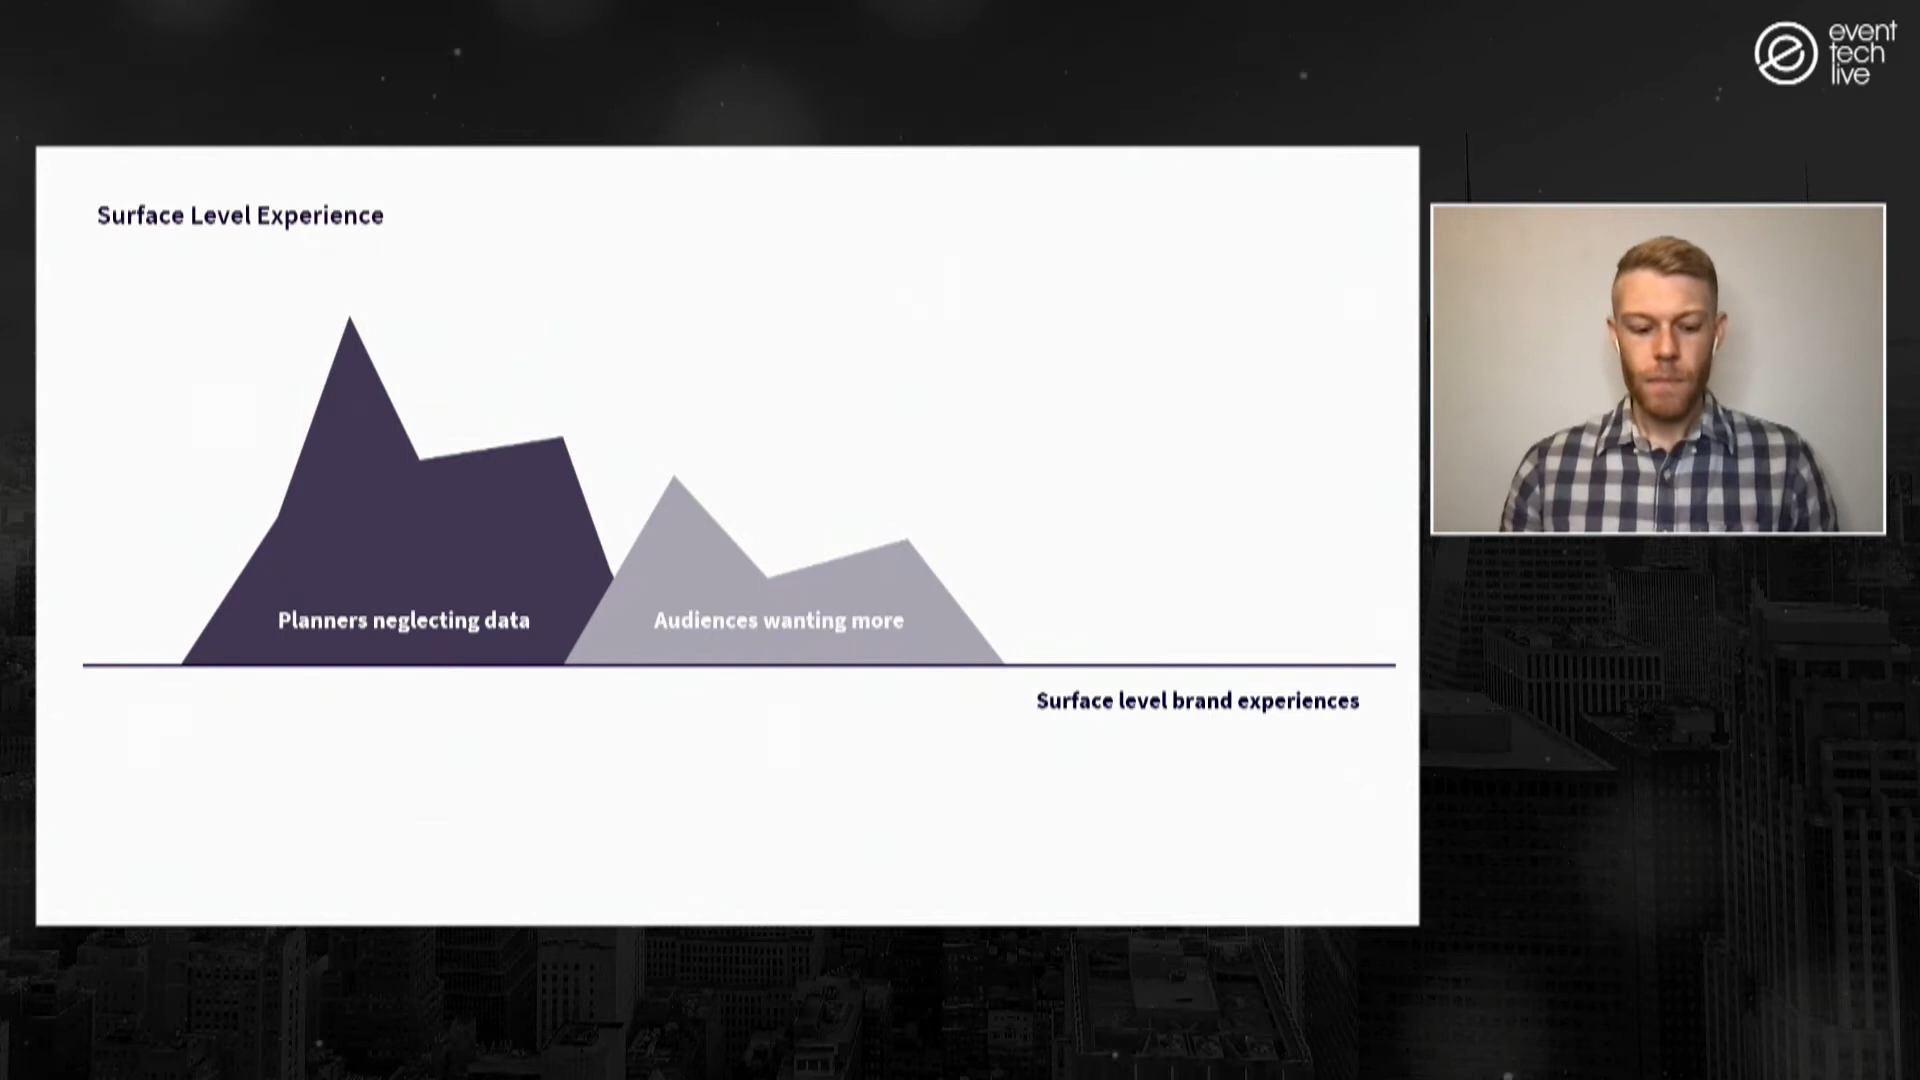 event
tech
live
Surface Level Experience
Planners neglecting data
Audiences wanting more
Surface level brand experiences